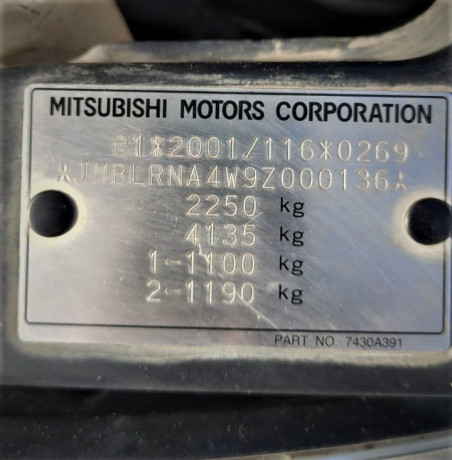 MITSUBISHI MOTORS CORPORATION
e1*2001/116*0269
*JMBLRNA4W9Z000136*
2250 kg
4135 kg
1-1100 kg
2-1190 kg
PART NO. 7430A391